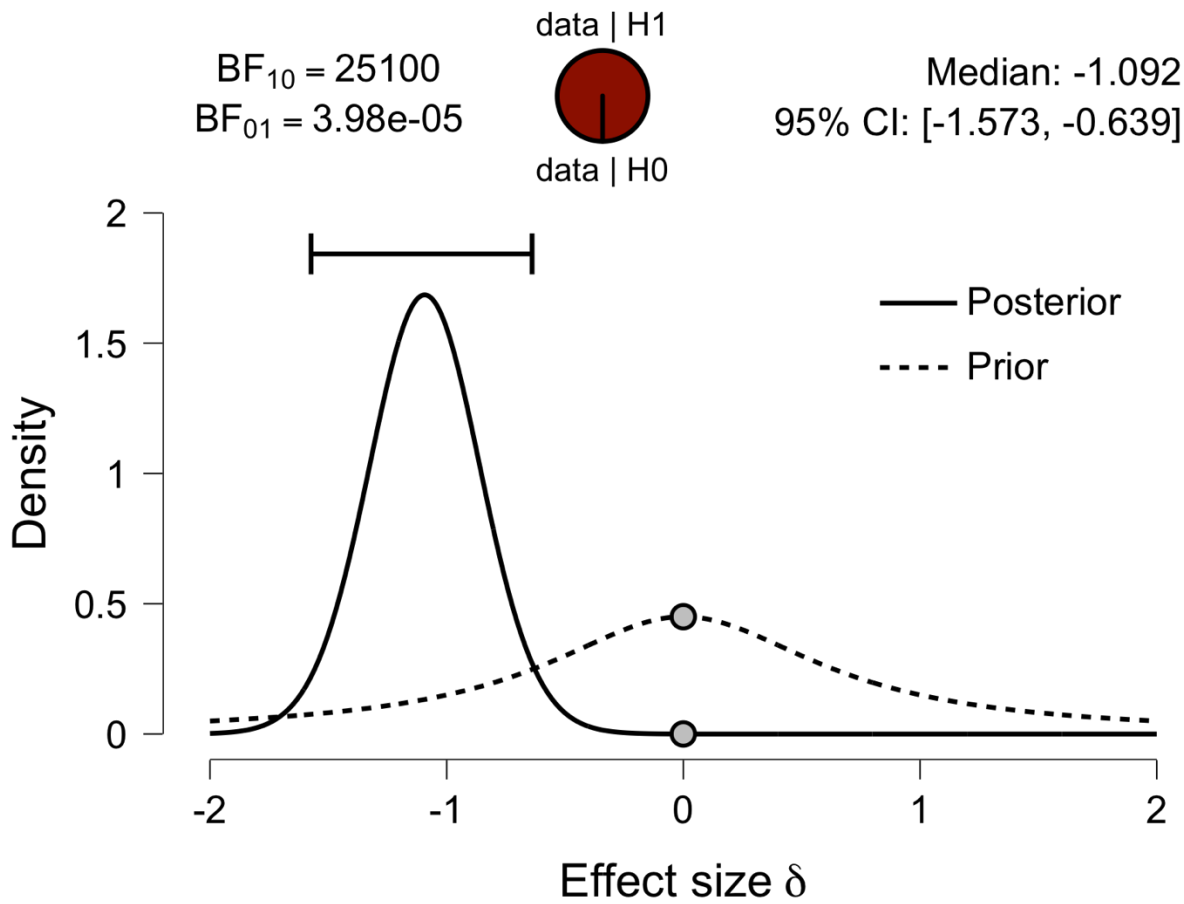 data | H1
BF₁₀ = 25100
BF₀₁ = 3.98e-05
Median: -1.092
95% CI: [-1.573, -0.639]
data | H0
2
1.5
1
0.5
0
Density
Posterior
Prior
-2 -1 0 1 2
Effect size δ